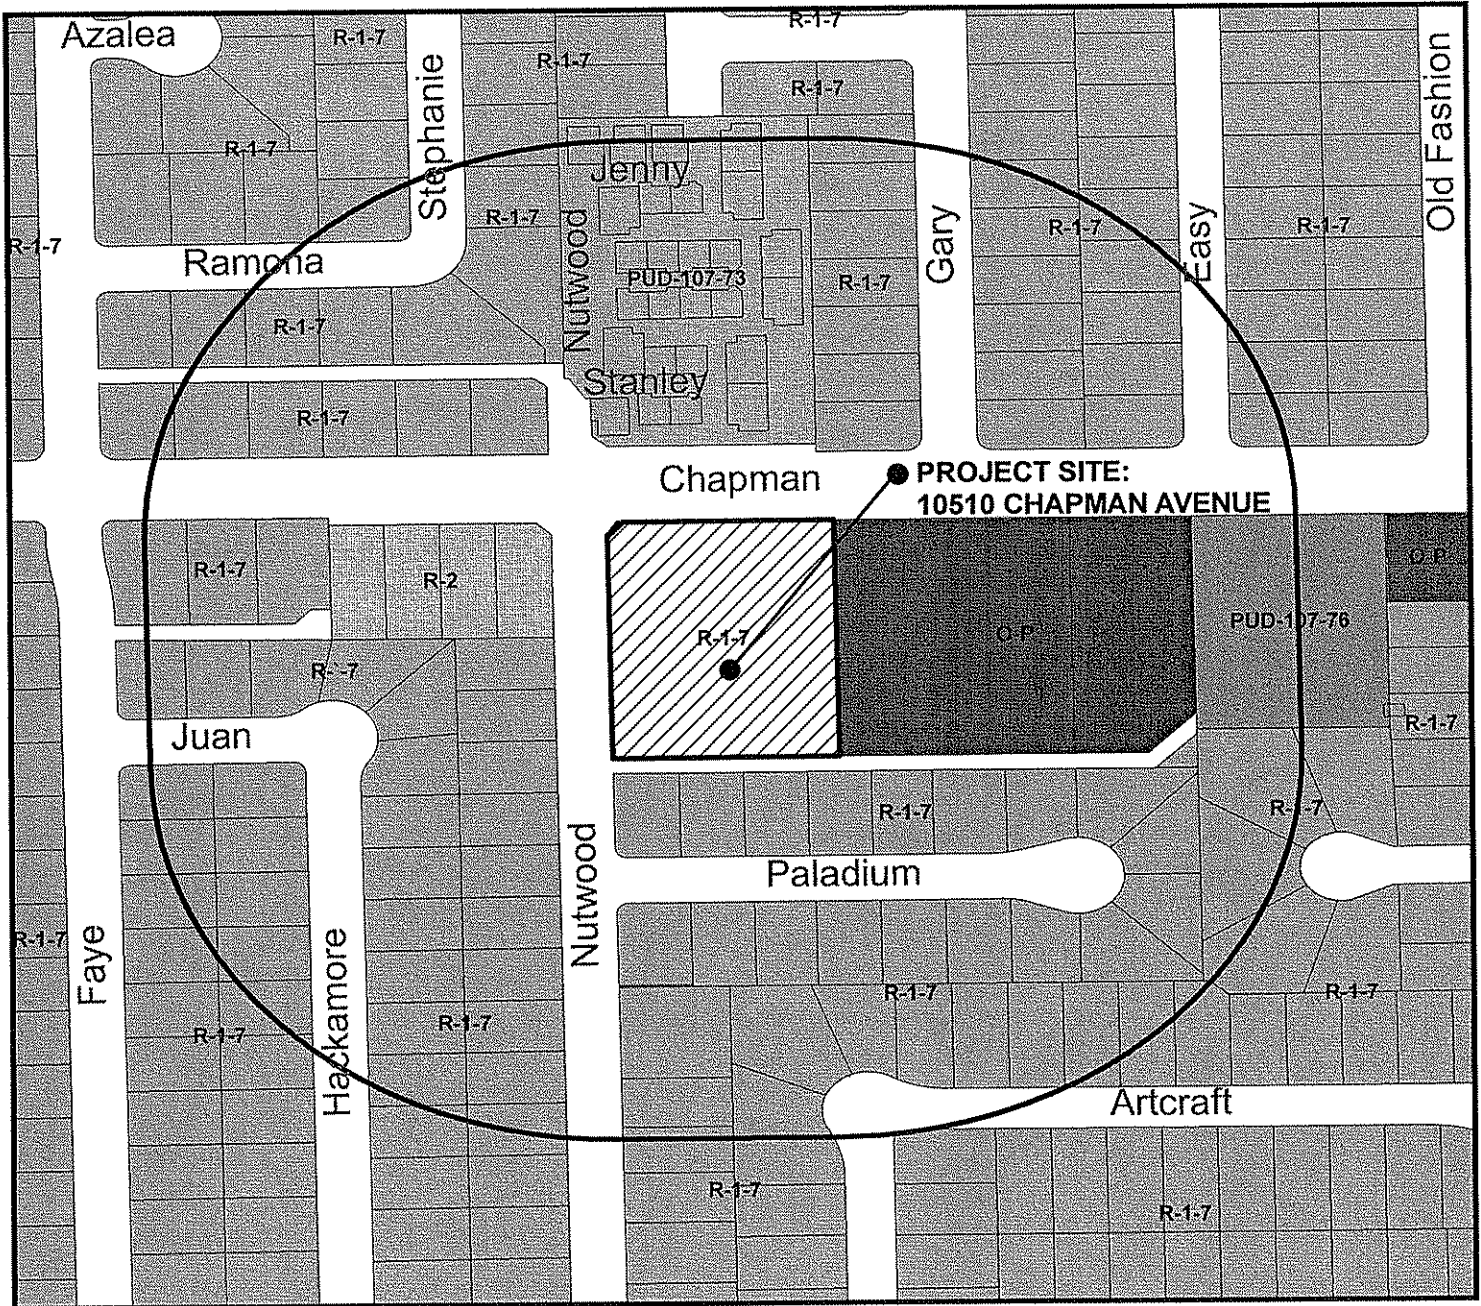 Azalea
R-1-7
R-1-7
R-1-7
R-1-7
Stephanie
Old Fashion
R-1-7
Jenny
R-1-7
R-1-7
Nutwood
Gary
R-1-7
Easy
R-1-7
Ramona
PUD-107-73
R-1-7
R-1-7
Stanley
R-1-7
Chapman
PROJECT SITE:
10510 CHAPMAN AVENUE
R-1-7
R-2
R-1-7
O-P
PUD-107-76
O-P
R-1-7
Juan
R-1-7
R-1-7
R-1-7
Paladium
Nutwood
R-1-7
Faye
Hackamore
R-1-7
R-1-7
R-1-7
R-1-7
Artcraft
R-1-7
R-1-7